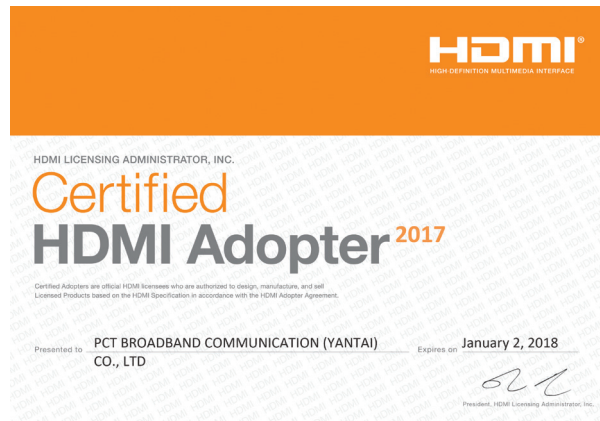 HDMI®
HIGH-DEFINITION MULTIMEDIA INTERFACE
HDMI LICENSING ADMINISTRATOR, INC.
Certified
HDMI Adopter 2017
Certified Adopters are official HDMI licensees who are authorized to design, manufacture, and sell
Licensed Products based on the HDMI Specification in accordance with the HDMI Adopter Agreement.
Presented to PCT BROADBAND COMMUNICATION (YANTAI) Expires on January 2, 2018
CO., LTD
President, HDMI Licensing Administrator, Inc.